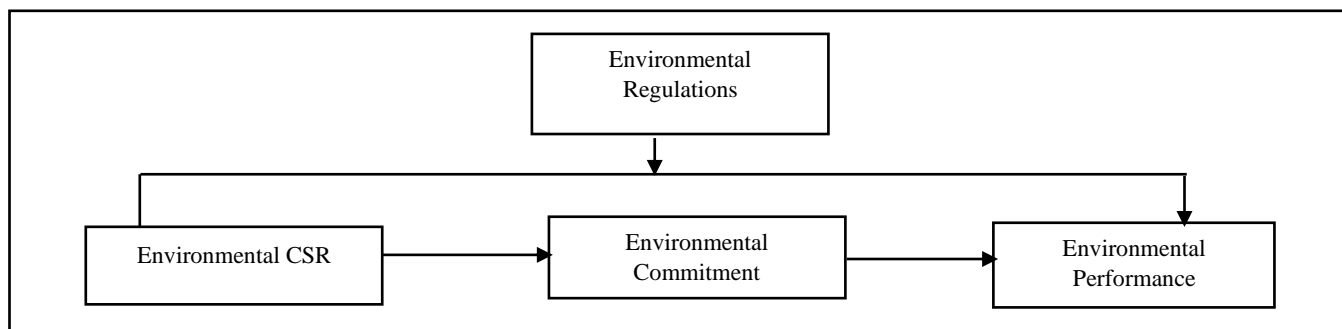 Environmental
Regulations
Environmental CSR
Environmental
Commitment
Environmental
Performance